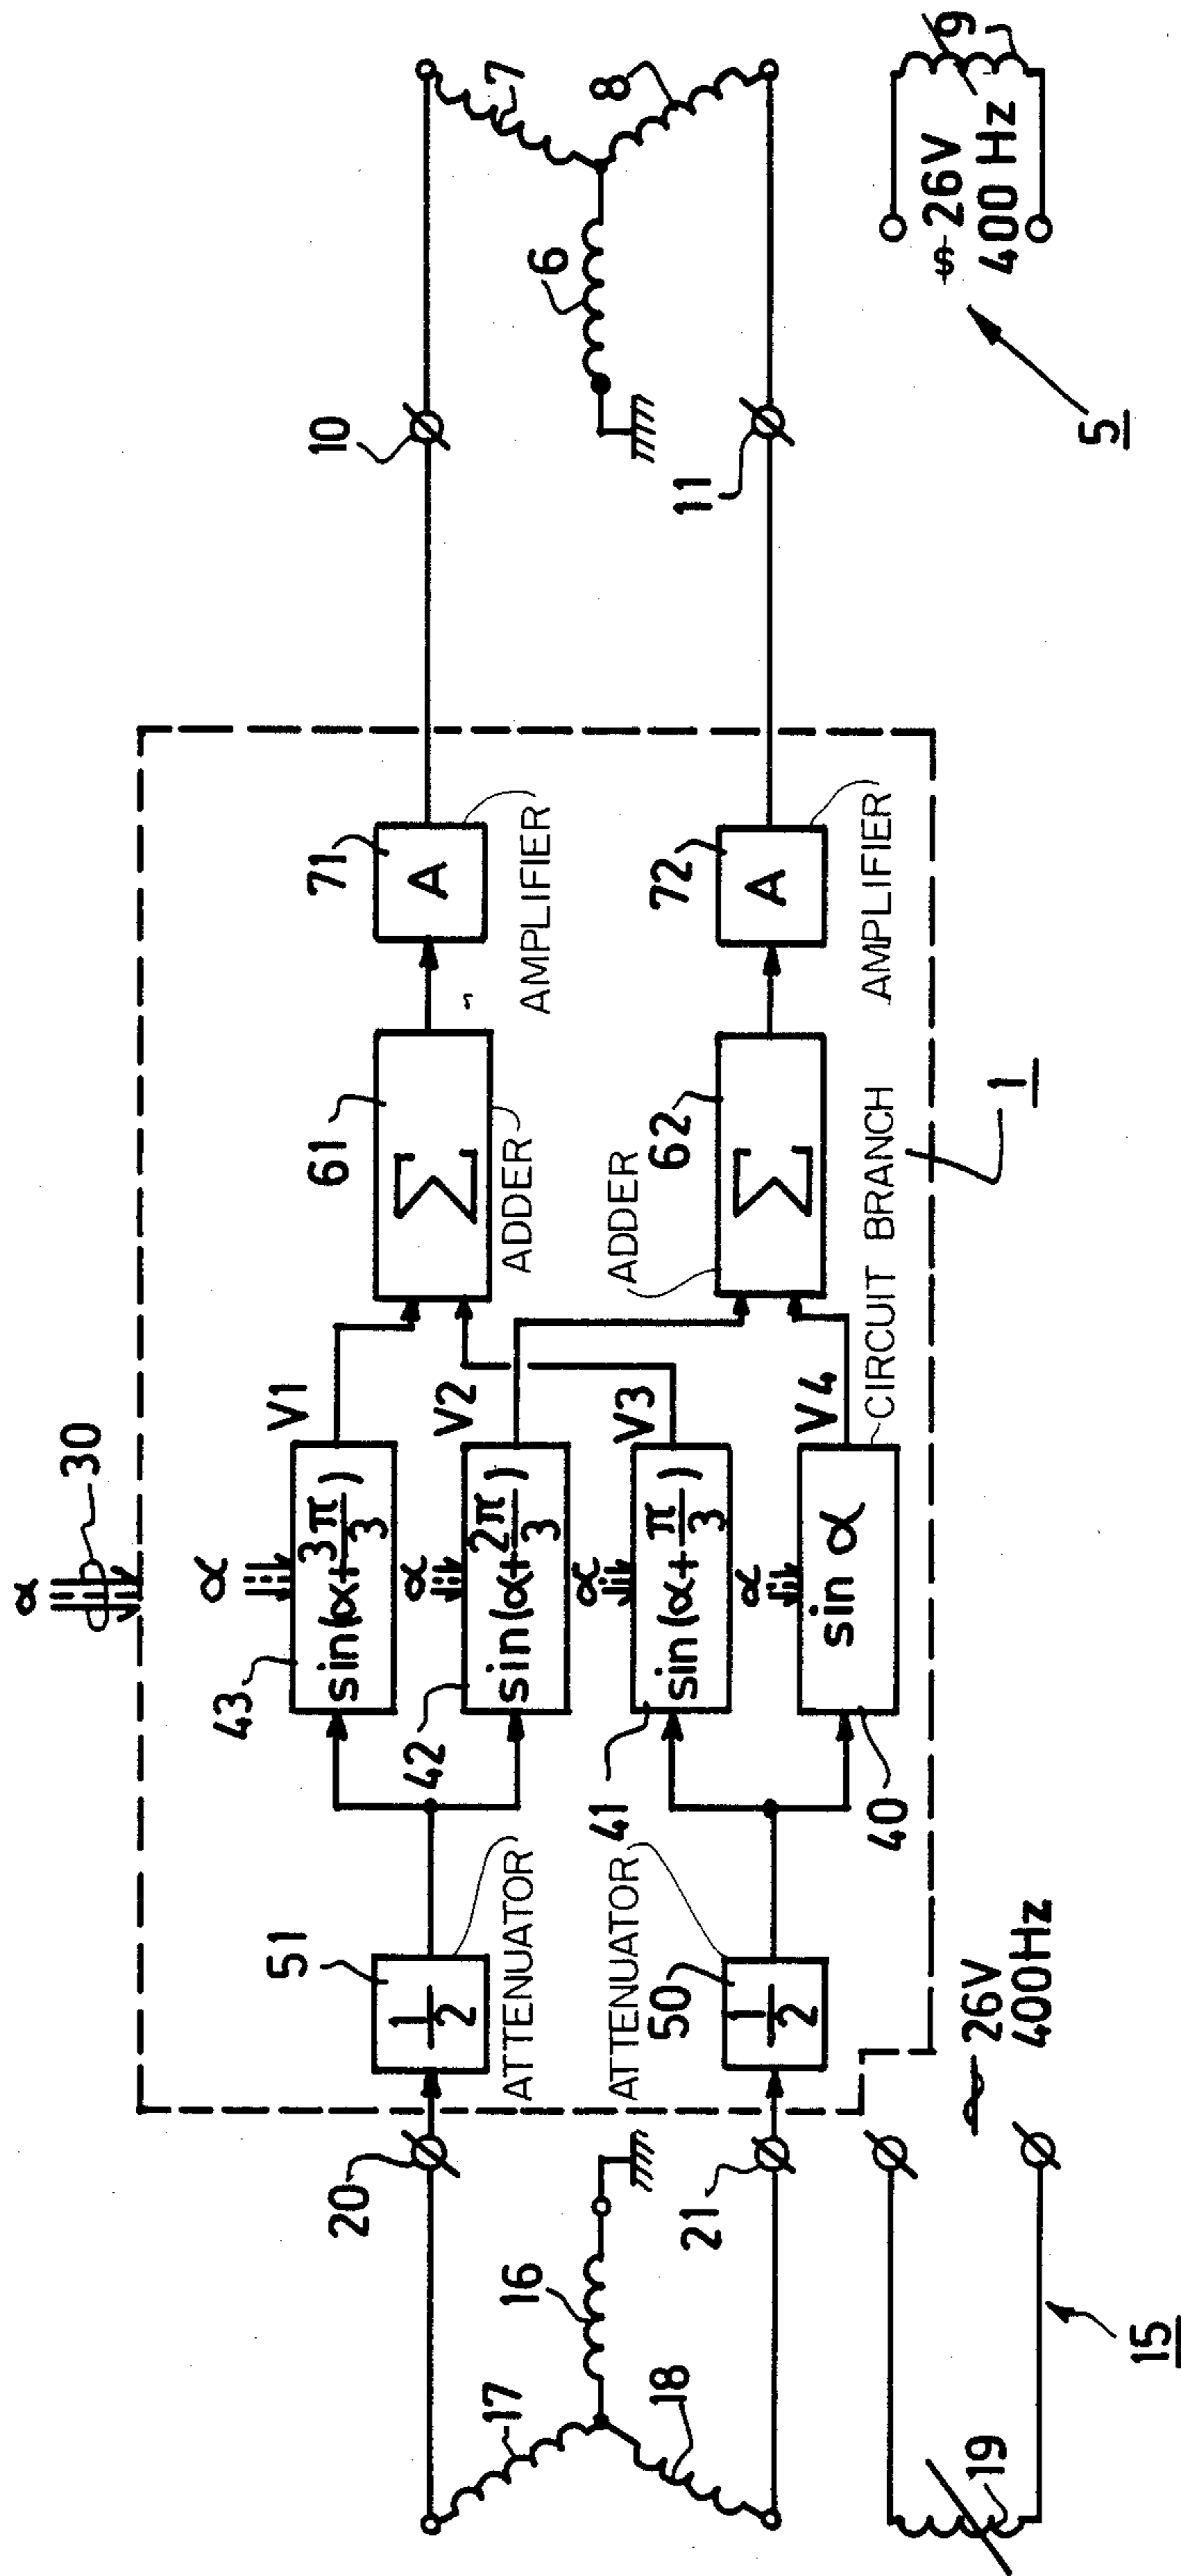 α
30
43
α
sin(α+3π/3)
V1
42
α
sin(α+2π/3)
V2
41
α
sin(α+π/3)
V3
40
α
sin α
V4
CIRCUIT BRANCH
1
20
51
1/2
ATTENUATOR
21
50
1/2
ATTENUATOR
61
Σ
ADDER
62
Σ
ADDER
71
A
AMPLIFIER
72
A
AMPLIFIER
10
11
6
7
8
9
26V
400 Hz
5
16
17
18
19
26V
400Hz
15